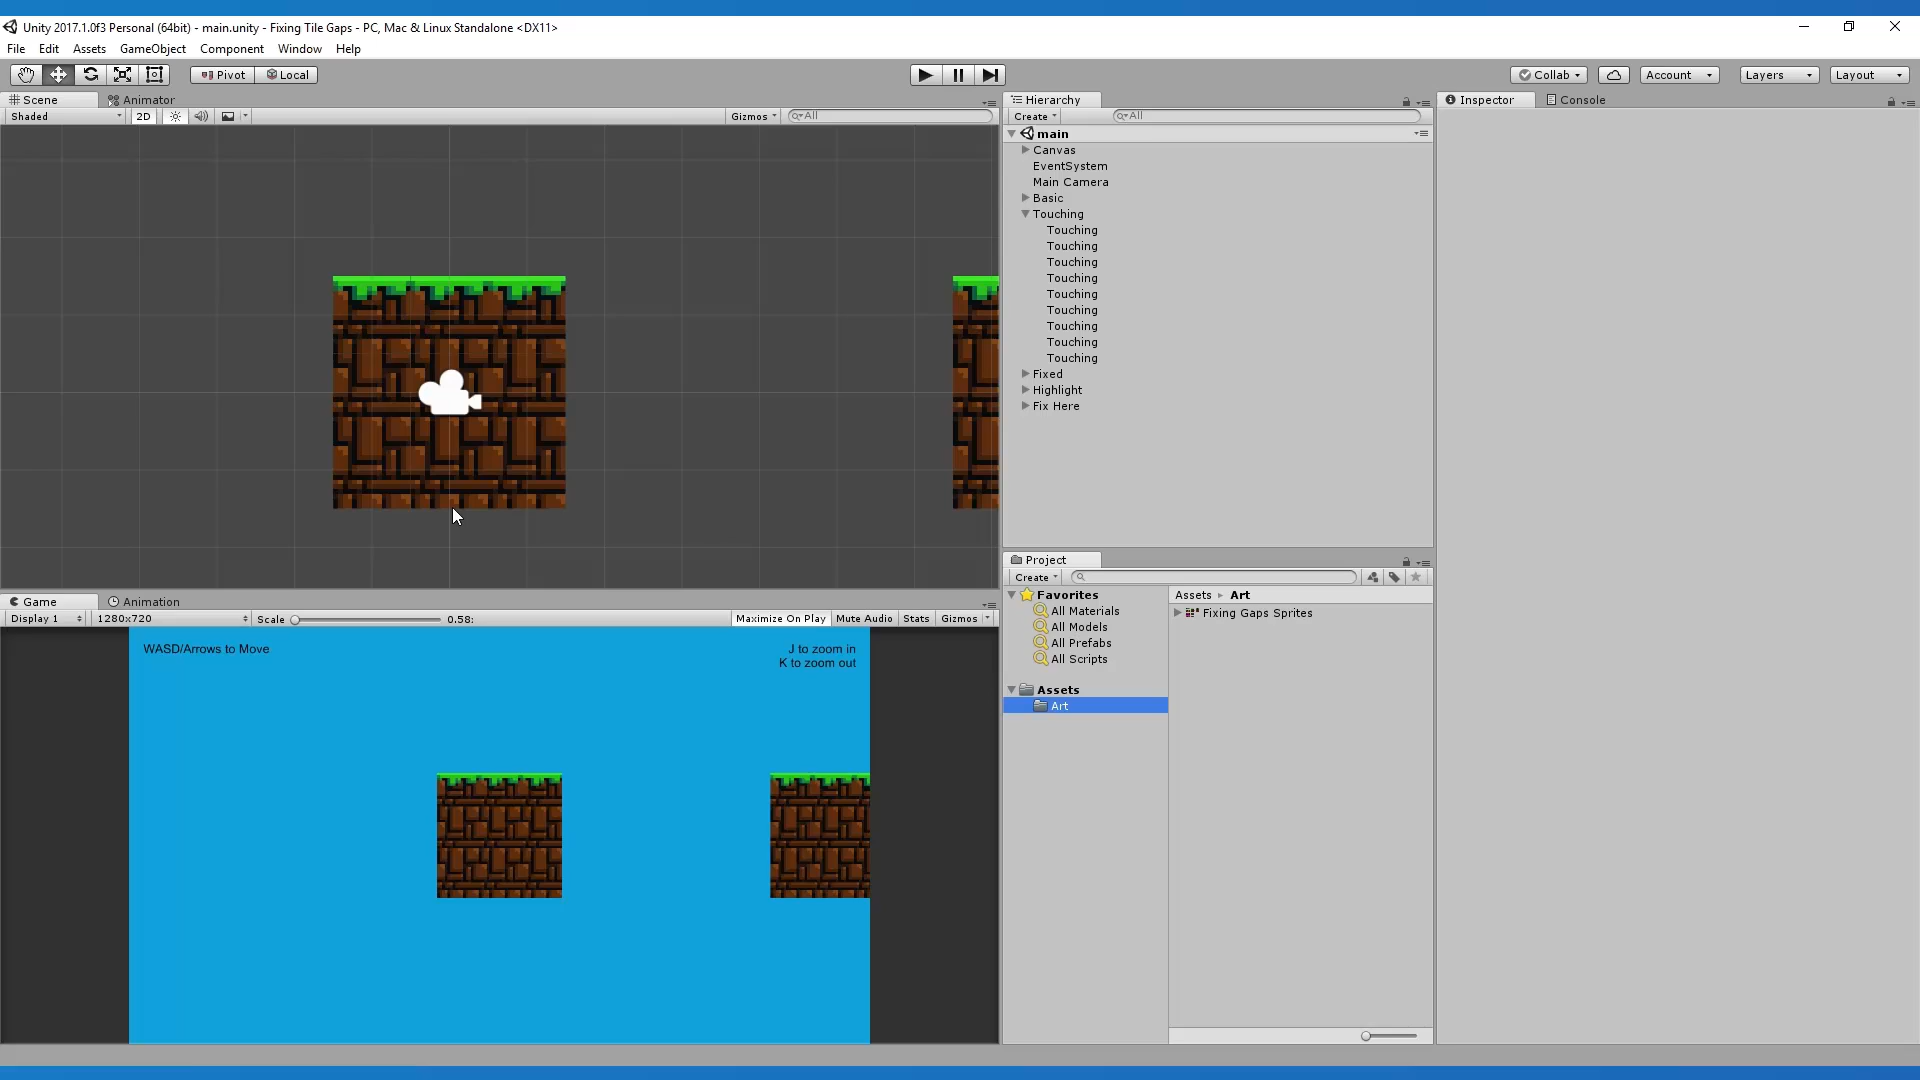 Unity 2017.1.0f3 Personal (64bit) - main.unity - Fixing Tile Gaps - PC, Mac & Linux Standalone <DX11>
File Edit Assets GameObject Component Window Help
Pivot Local Collab Account Layers Layout
Scene Animator
Shaded 2D Gizmos All
Hierarchy
Create All
main
Canvas
EventSystem
Main Camera
Basic
Touching
Touching
Touching
Touching
Touching
Touching
Touching
Touching
Touching
Touching
Fixed
Highlight
Fix Here
Inspector Console
Game Animation
Display 1 1280x720 Scale 0.58: Maximize On Play Mute Audio Stats Gizmos
WASD/Arrows to Move
J to zoom in
K to zoom out
Project
Create
Favorites
All Materials
All Models
All Prefabs
All Scripts
Assets
Art
Assets Art
Fixing Gaps Sprites